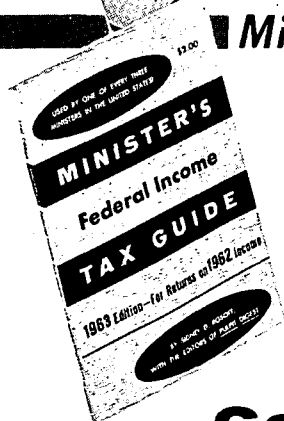 Mi
$2.00
USED BY ONE OF EVERY THREE
MINISTERS IN THE UNITED STATES!
MINISTER'S
Federal Income
TAX GUIDE
1963 Edition—For Returns on 1962 Income
WITH THE EDITORS OF PULPIT DIGEST